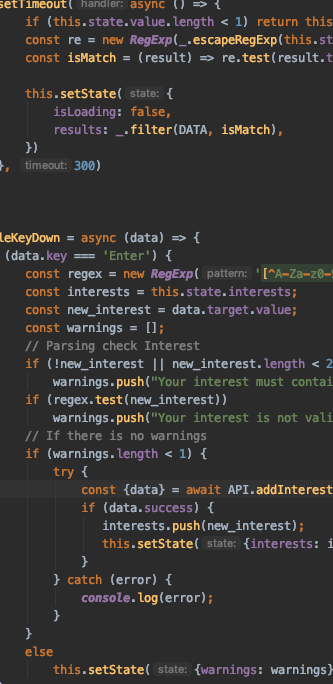 setTimeout( handler: async () => {
if (this.state.value.length < 1) return this
const re = new RegExp(_.escapeRegExp(this.st
const isMatch = (result) => re.test(result.t
this.setState( state: {
isLoading: false,
results: _.filter(DATA, isMatch),
})
}, timeout: 300)
leKeyDown = async (data) => {
(data.key === 'Enter') {
const regex = new RegExp( pattern: '[^A-Za-z0-9
const interests = this.state.interests;
const new_interest = data.target.value;
const warnings = [];
// Parsing check Interest
if (!new_interest || new_interest.length < 2
warnings.push("Your interest must contai
if (regex.test(new_interest))
warnings.push("Your interest is not vali
// If there is no warnings
if (warnings.length < 1) {
try {
const {data} = await API.addInterest
if (data.success) {
interests.push(new_interest);
this.setState( state: {interests: i
}
} catch (error) {
console.log(error);
}
}
else
this.setState( state: {warnings: warnings}